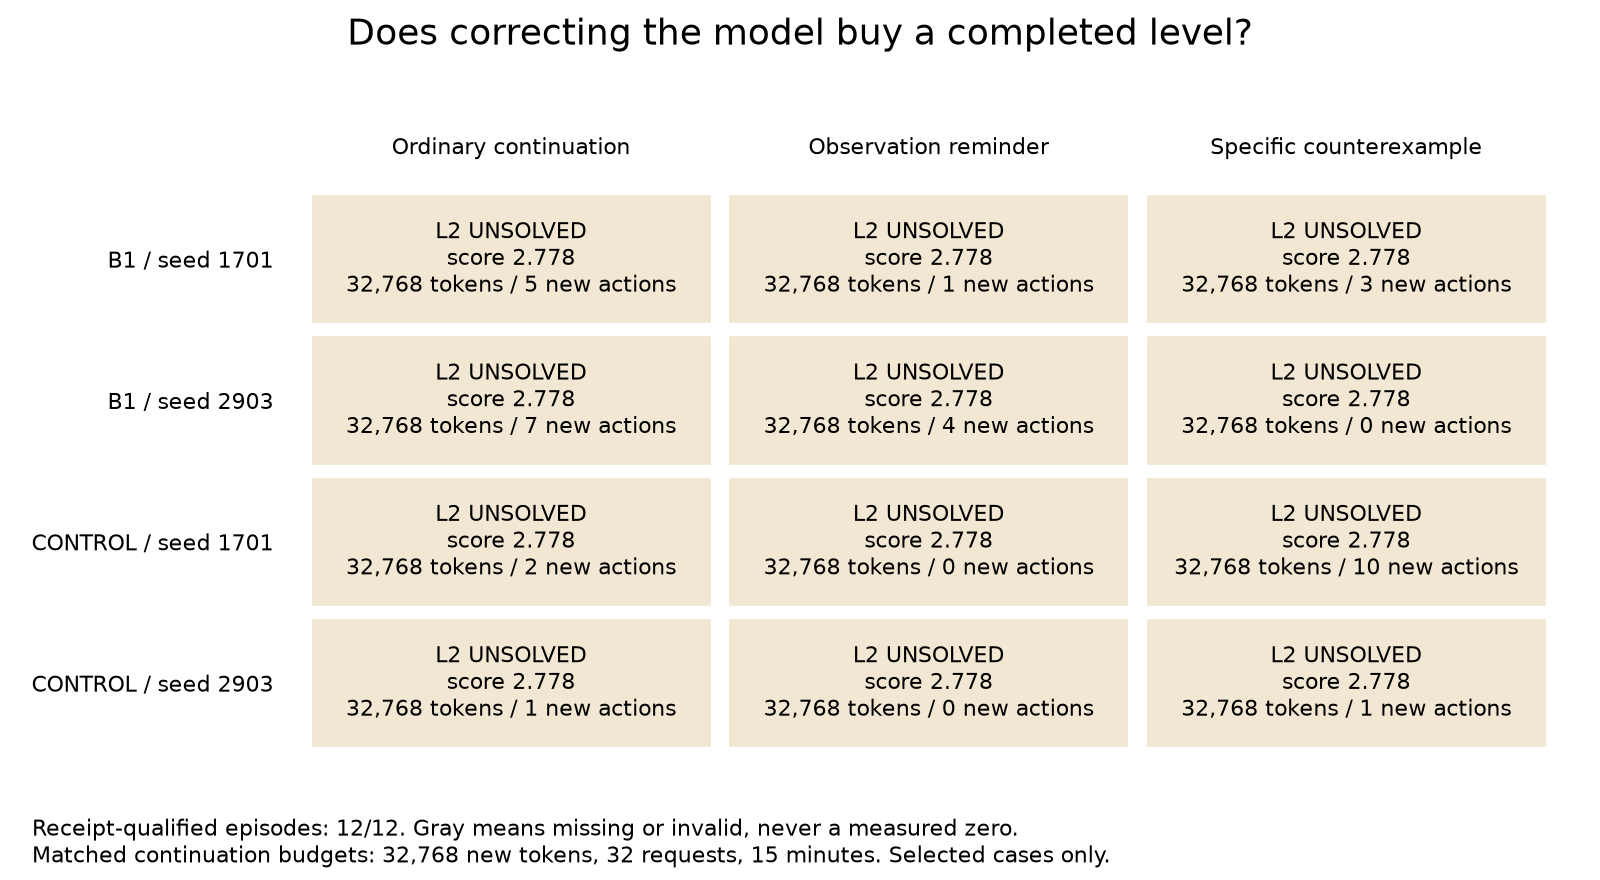 Does correcting the model buy a completed level?
Ordinary continuation
Observation reminder
Specific counterexample
B1 / seed 1701
L2 UNSOLVED
score 2.778
32,768 tokens / 5 new actions
L2 UNSOLVED
score 2.778
32,768 tokens / 1 new actions
L2 UNSOLVED
score 2.778
32,768 tokens / 3 new actions
B1 / seed 2903
L2 UNSOLVED
score 2.778
32,768 tokens / 7 new actions
L2 UNSOLVED
score 2.778
32,768 tokens / 4 new actions
L2 UNSOLVED
score 2.778
32,768 tokens / 0 new actions
CONTROL / seed 1701
L2 UNSOLVED
score 2.778
32,768 tokens / 2 new actions
L2 UNSOLVED
score 2.778
32,768 tokens / 0 new actions
L2 UNSOLVED
score 2.778
32,768 tokens / 10 new actions
CONTROL / seed 2903
L2 UNSOLVED
score 2.778
32,768 tokens / 1 new actions
L2 UNSOLVED
score 2.778
32,768 tokens / 0 new actions
L2 UNSOLVED
score 2.778
32,768 tokens / 1 new actions
Receipt-qualified episodes: 12/12. Gray means missing or invalid, never a measured zero.
Matched continuation budgets: 32,768 new tokens, 32 requests, 15 minutes. Selected cases only.